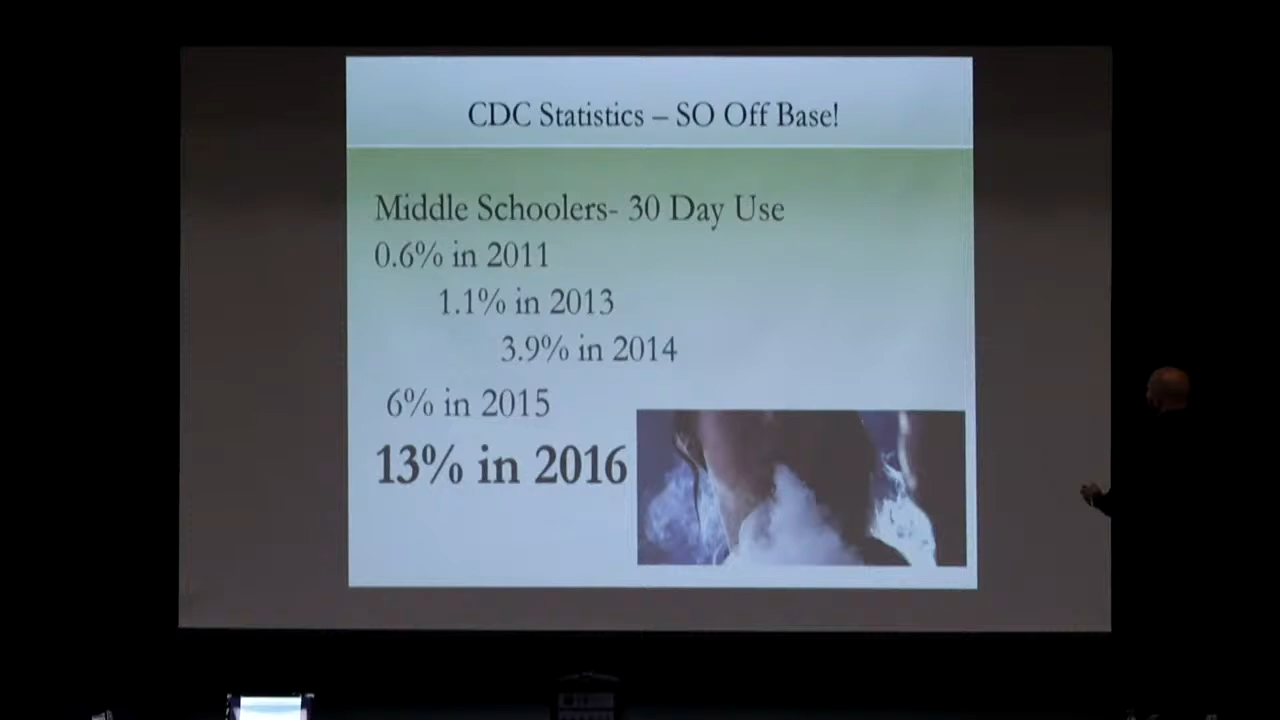 CDC Statistics – SO Off Base!
Middle Schoolers- 30 Day Use
0.6% in 2011
1.1% in 2013
3.9% in 2014
6% in 2015
13% in 2016